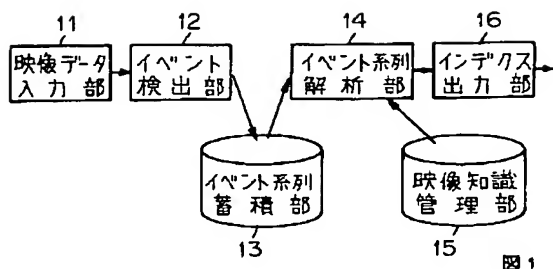 11
映像データ
入力部
12
イベント
検出部
14
イベント系列
解析部
16
インデクス
出力部
イベント系列
蓄積部
13
映像知識
管理部
15
図1